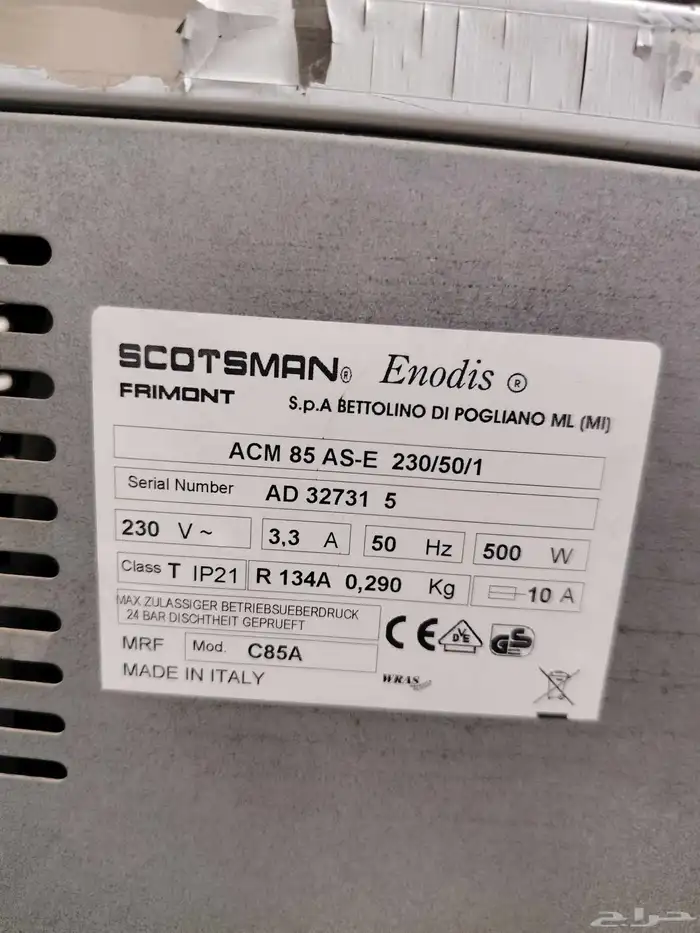 SCOTSMAN® Enodis ®
FRIMONT S.p.A BETTOLINO DI POGLIANO ML (MI)
ACM 85 AS-E 230/50/1
Serial Number AD 32731 5
230 V ~ 3,3 A 50 Hz 500 W
Class T IP21 R 134A 0,290 Kg 10 A
MAX. ZULASSIGER BETRIEBSUEBERDRUCK
24 BAR DISCHTHEIT GEPRUEFT
CE DVE GS
MRF Mod. C85A
MADE IN ITALY WRAS
حراج